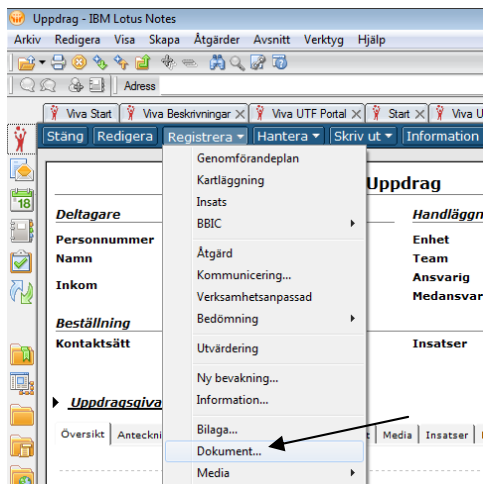 Uppdrag - IBM Lotus Notes
Arkiv Redigera Visa Skapa Åtgärder Avsnitt Verktyg Hjälp
Adress
Viva Start Viva Beskrivningar Viva UTF Portal Start Viva U
Stäng Redigera Registrera Hantera Skriv ut Information
Uppdrag
Deltagare Handläggn
Personnummer Enhet
Namn Team
Ansvarig
Inkom
Medansvar
Beställning
Kontaktsätt Insatser
Uppdragsgiva
Översikt Anteckni t Media Insatser
Genomförandeplan
Kartläggning
Insats
BBIC
Åtgärd
Kommunicering...
Verksamhetsanpassad
Bedömning
Utvärdering
Ny bevakning...
Information...
Bilaga...
Dokument...
Media
18